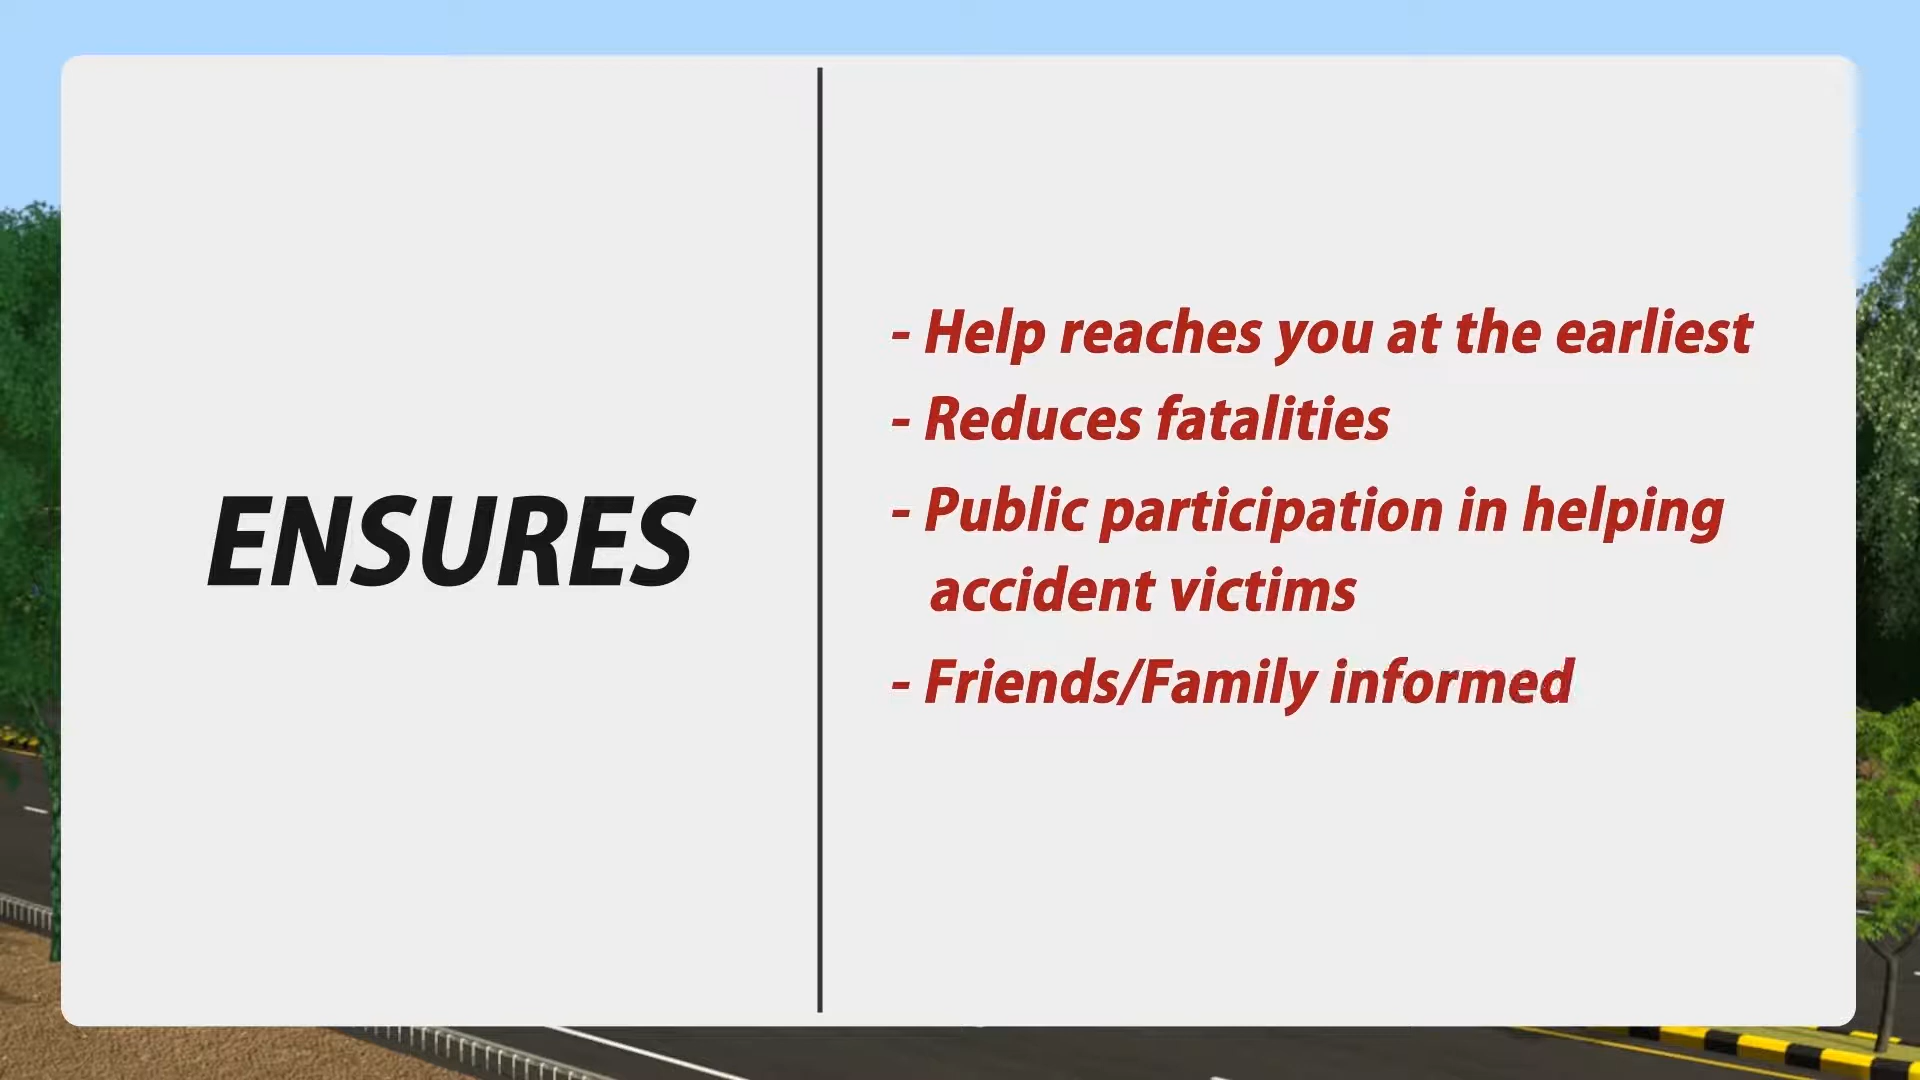 ENSURES
- Help reaches you at the earliest
- Reduces fatalities
- Public participation in helping
accident victims
- Friends/Family informed